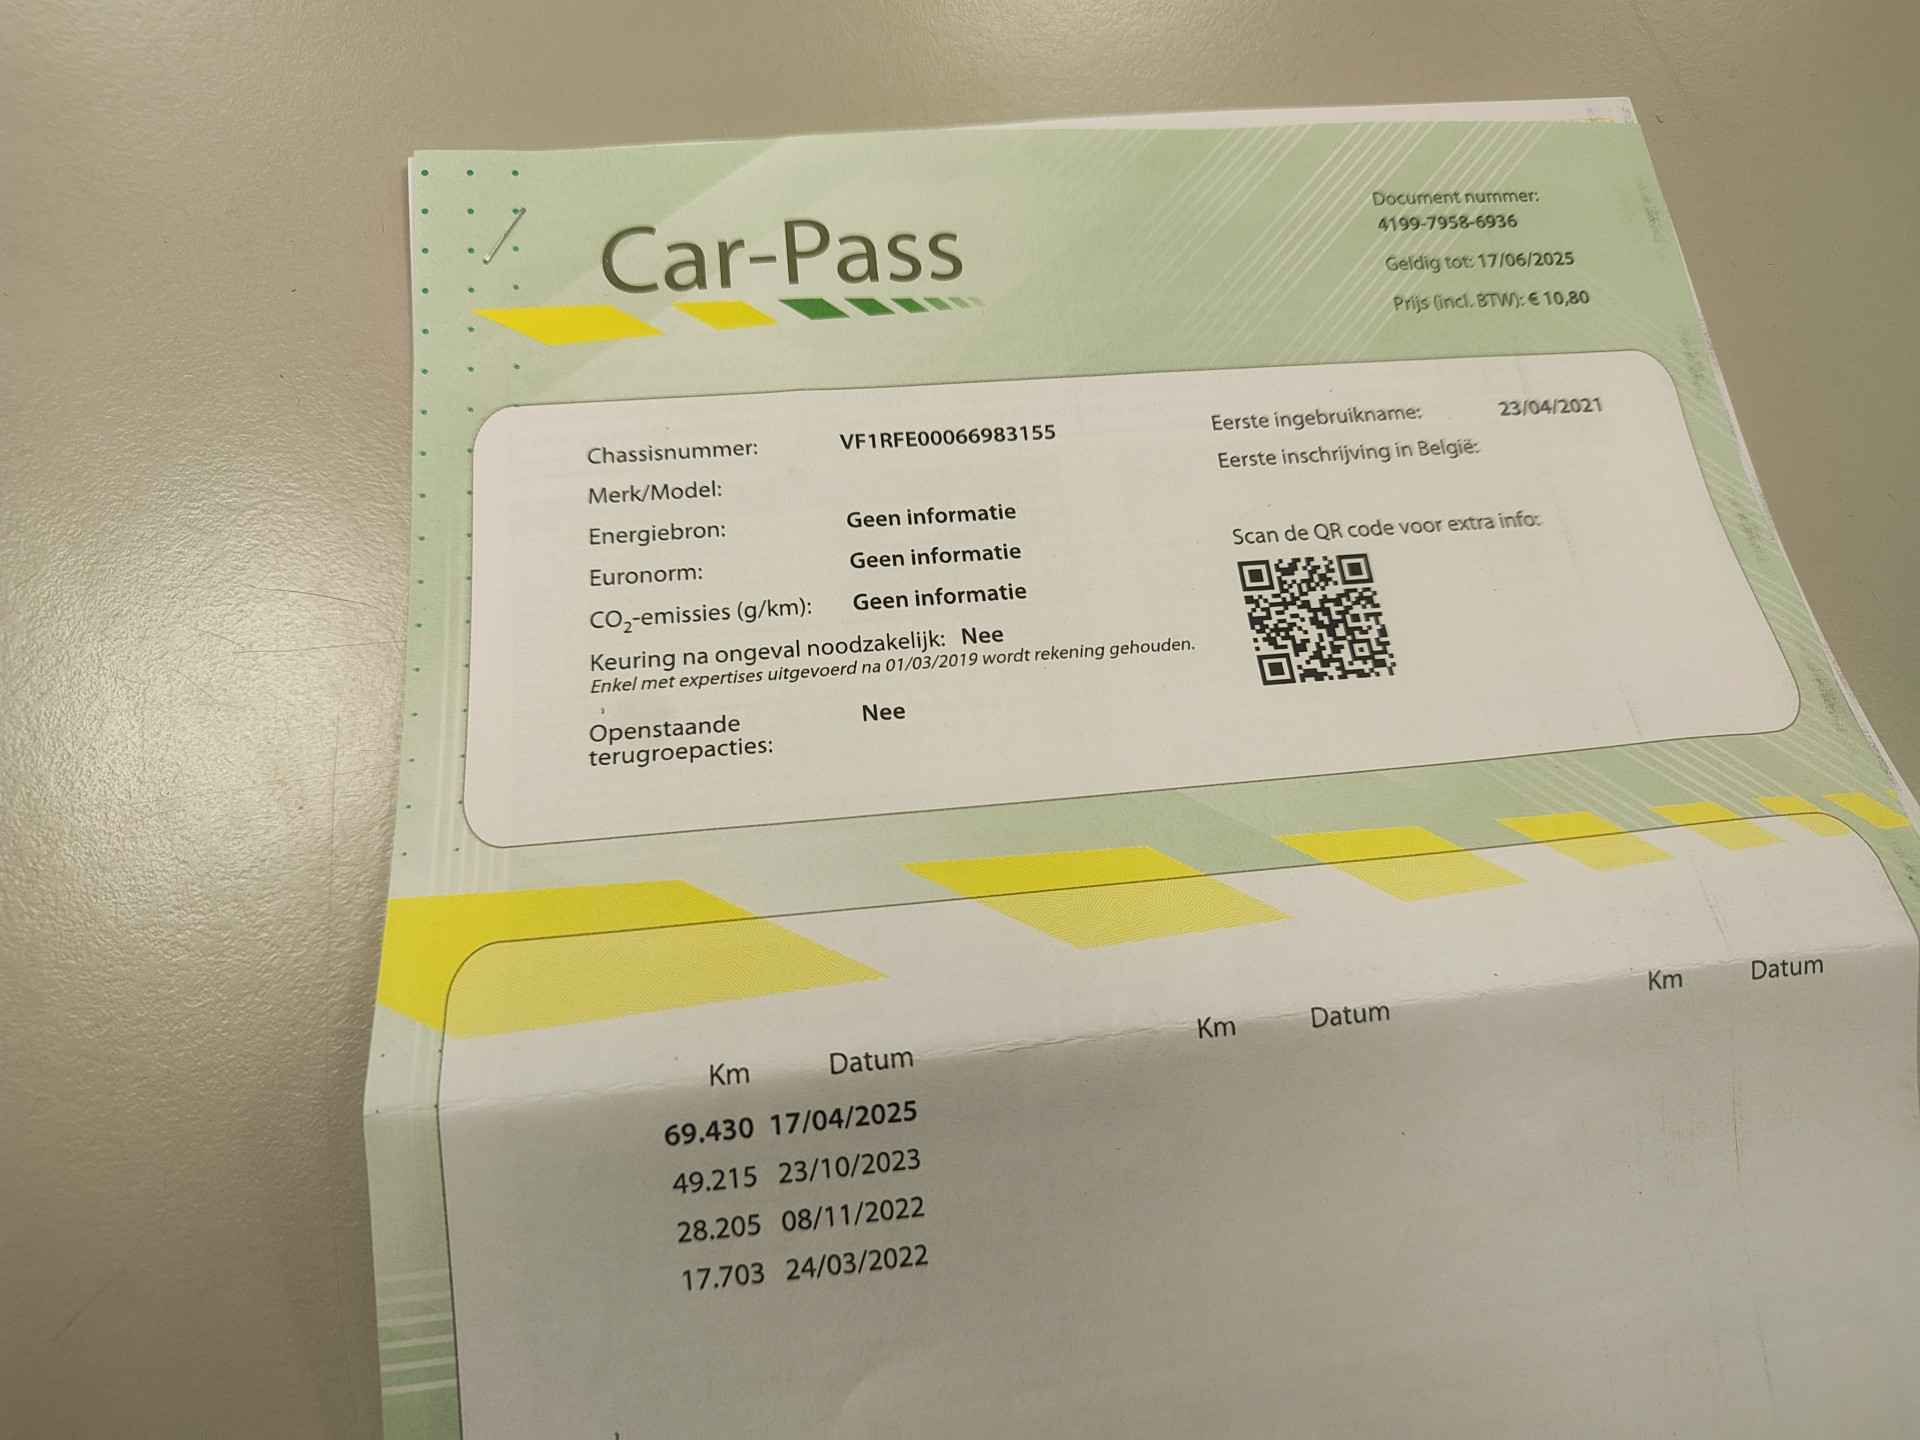 Car-Pass
Document nummer:
4199-7958-6936
Geldig tot: 17/06/2025
Prijs (incl. BTW): € 10,80
Chassisnummer: VF1RFE00066983155
Merk/Model:
Energiebron: Geen informatie
Euronorm: Geen informatie
CO2-emissies (g/km): Geen informatie
Keuring na ongeval noodzakelijk: Nee
Enkel met expertises uitgevoerd na 01/03/2019 wordt rekening gehouden.
Openstaande Nee
terugroepacties:
Eerste ingebruikname: 23/04/2021
Eerste inschrijving in België:
Scan de QR code voor extra info:
Km Datum Km Datum Km Datum
69.430 17/04/2025
49.215 23/10/2023
28.205 08/11/2022
17.703 24/03/2022